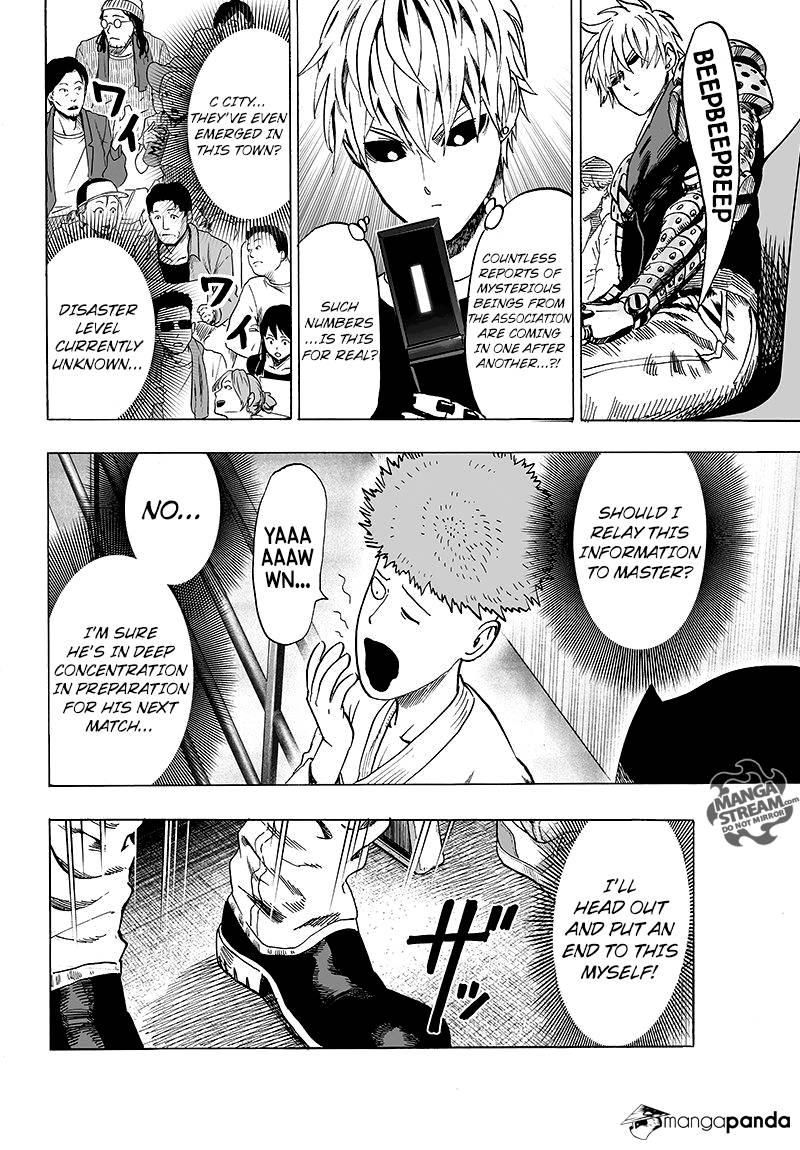 BEEPBEEPBEEP
COUNTLESS
REPORTS OF
MYSTERIOUS
BEINGS FROM
THE ASSOCIATION
ARE COMING
IN ONE AFTER
ANOTHER...?!
SUCH
NUMBERS
...IS THIS
FOR REAL?
C CITY...
THEY'VE EVEN
EMERGED IN
THIS TOWN?
ワイ
DISASTER
LEVEL
CURRENTLY
UNKNOWN...
ワイ
SHOULD I
RELAY THIS
INFORMATION
TO MASTER?
YAAA
AAAAW
WN...
NO...
I'M SURE
HE'S IN DEEP
CONCENTRATION
IN PREPARATION
FOR HIS NEXT
MATCH...
MANGA
STREAM.com
DO NOT MIRROR
I'LL
HEAD OUT
AND PUT AN
END TO THIS
MYSELF!
ザッ
mangapanda